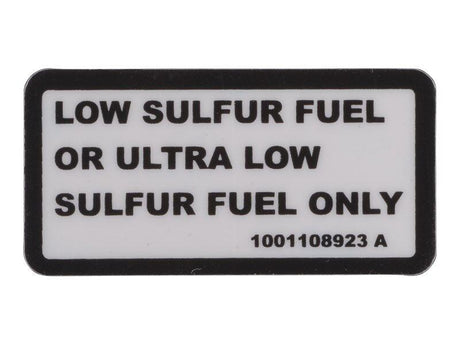 LOW SULFUR FUEL
OR ULTRA LOW
SULFUR FUEL ONLY
1001108923 A